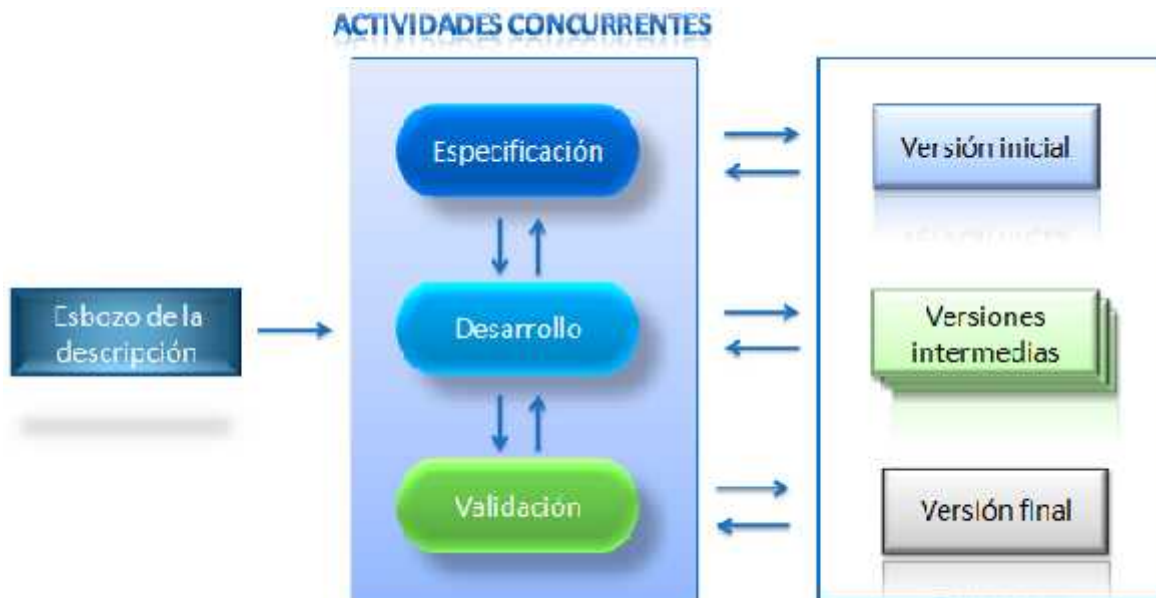 ACTIVIDADES CONCURRENTES
Especificación
Versión inicial
Esbozo de la
descripción
Desarrollo
Versiones
intermedias
Validación
Versión final